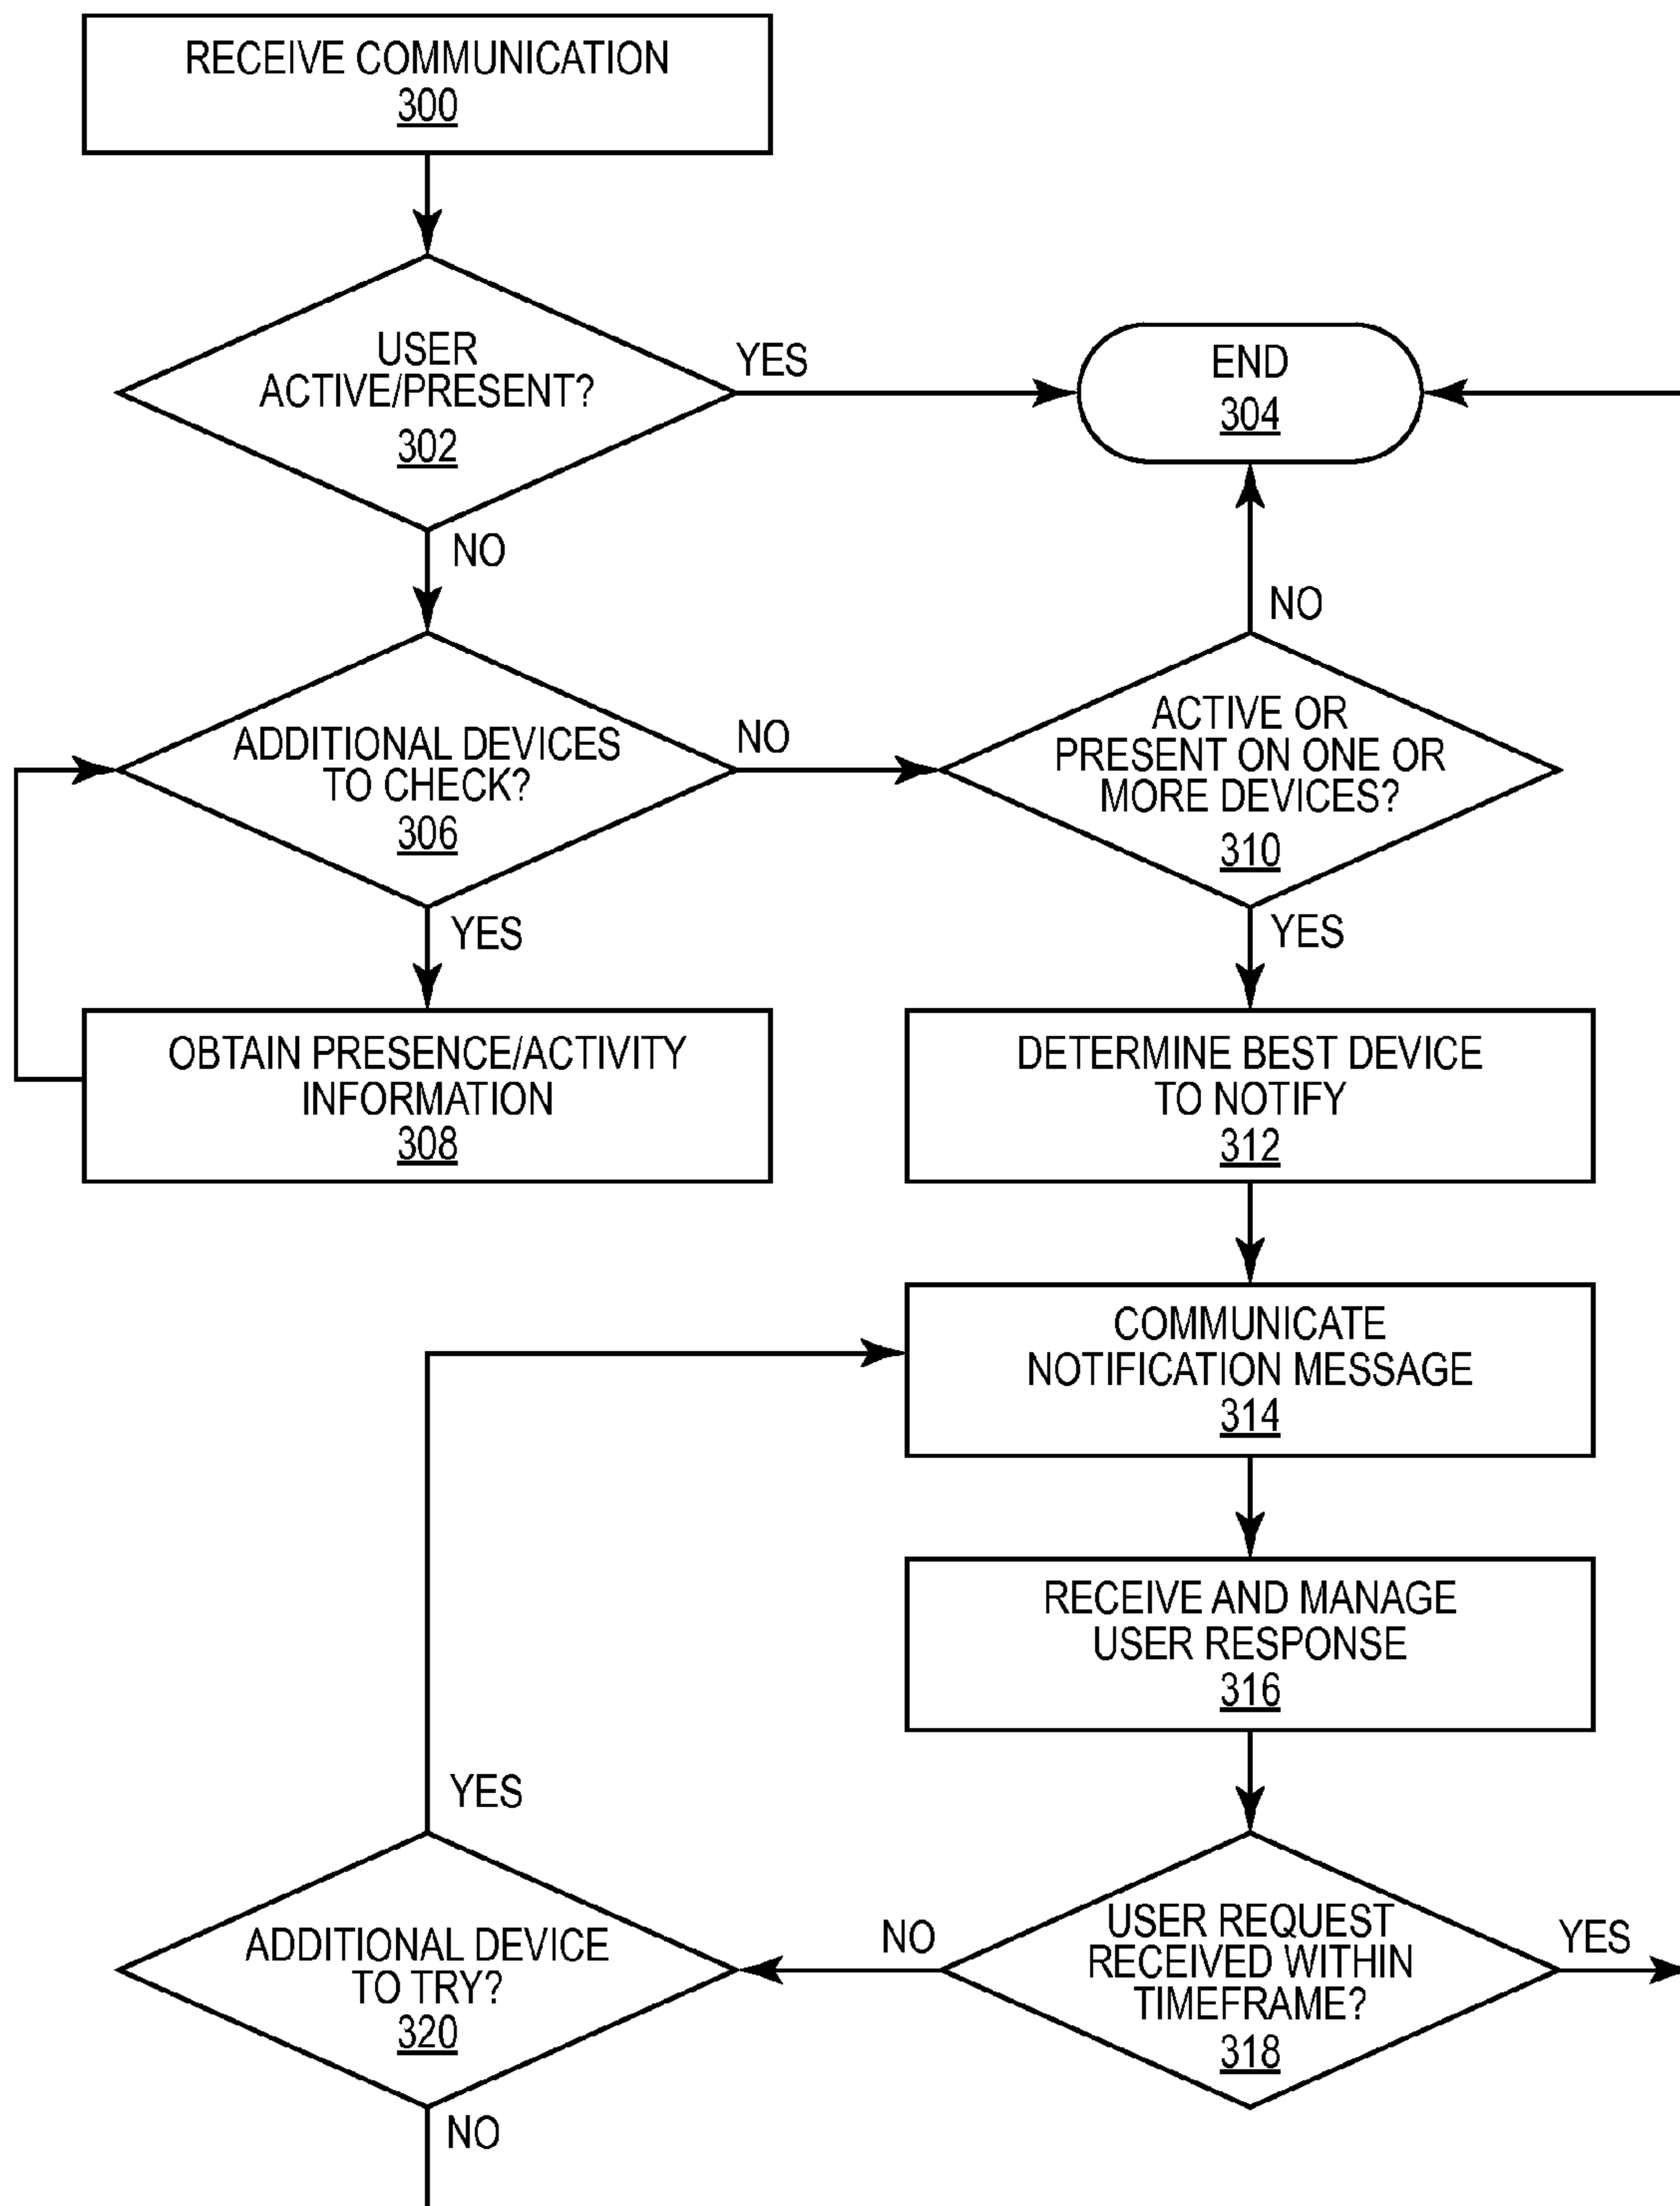 RECEIVE COMMUNICATION
300
USER
ACTIVE/PRESENT?
302
YES
END
304
NO
NO
ADDITIONAL DEVICES
TO CHECK?
306
NO
ACTIVE OR
PRESENT ON ONE OR
MORE DEVICES?
310
YES
YES
OBTAIN PRESENCE/ACTIVITY
INFORMATION
308
DETERMINE BEST DEVICE
TO NOTIFY
312
COMMUNICATE
NOTIFICATION MESSAGE
314
RECEIVE AND MANAGE
USER RESPONSE
316
YES
ADDITIONAL DEVICE
TO TRY?
320
NO
USER REQUEST
RECEIVED WITHIN
TIMEFRAME?
318
YES
NO